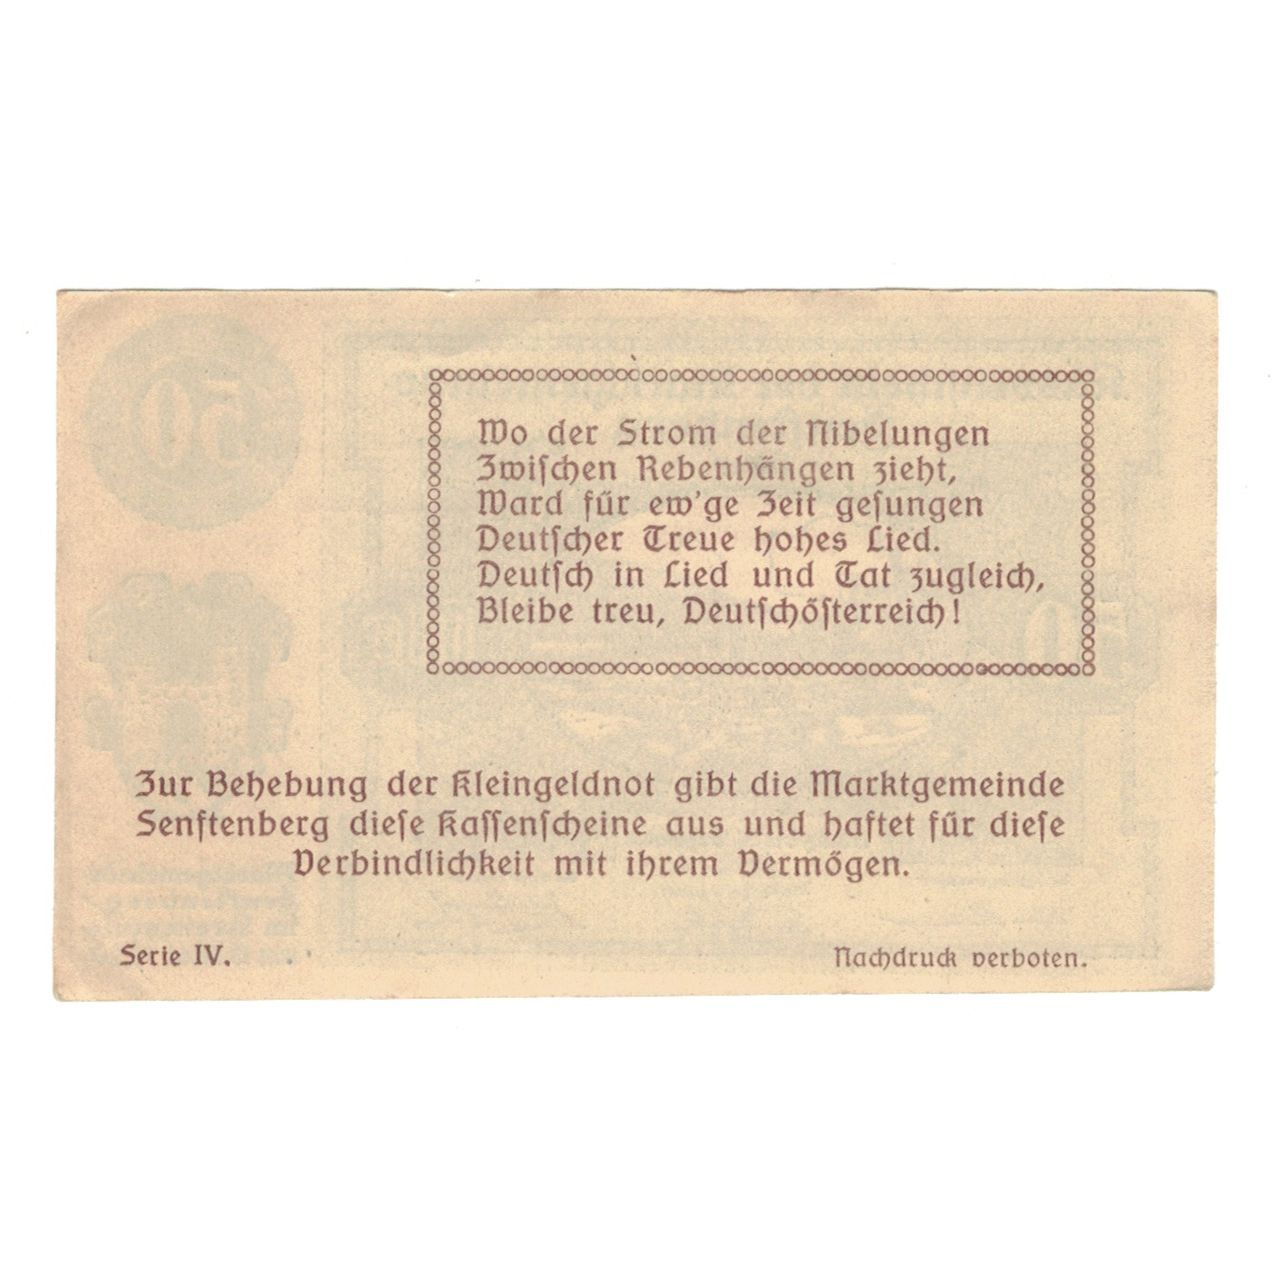 Wo der Strom der Nibelungen
Zwiſchen Rebenhängen zieht,
Ward für ew'ge Zeit geſungen
Deutſcher Treue hohes Lied.
Deutſch in Lied und Tat zugleich,
Bleibe treu, Deutſchöſterreich!
Zur Behebung der Kleingeldnot gibt die Marktgemeinde
Senftenberg dieſe Kaſſenſcheine aus und haftet für dieſe
Verbindlichkeit mit ihrem Vermögen.
Serie IV.
Nachdruck verboten.